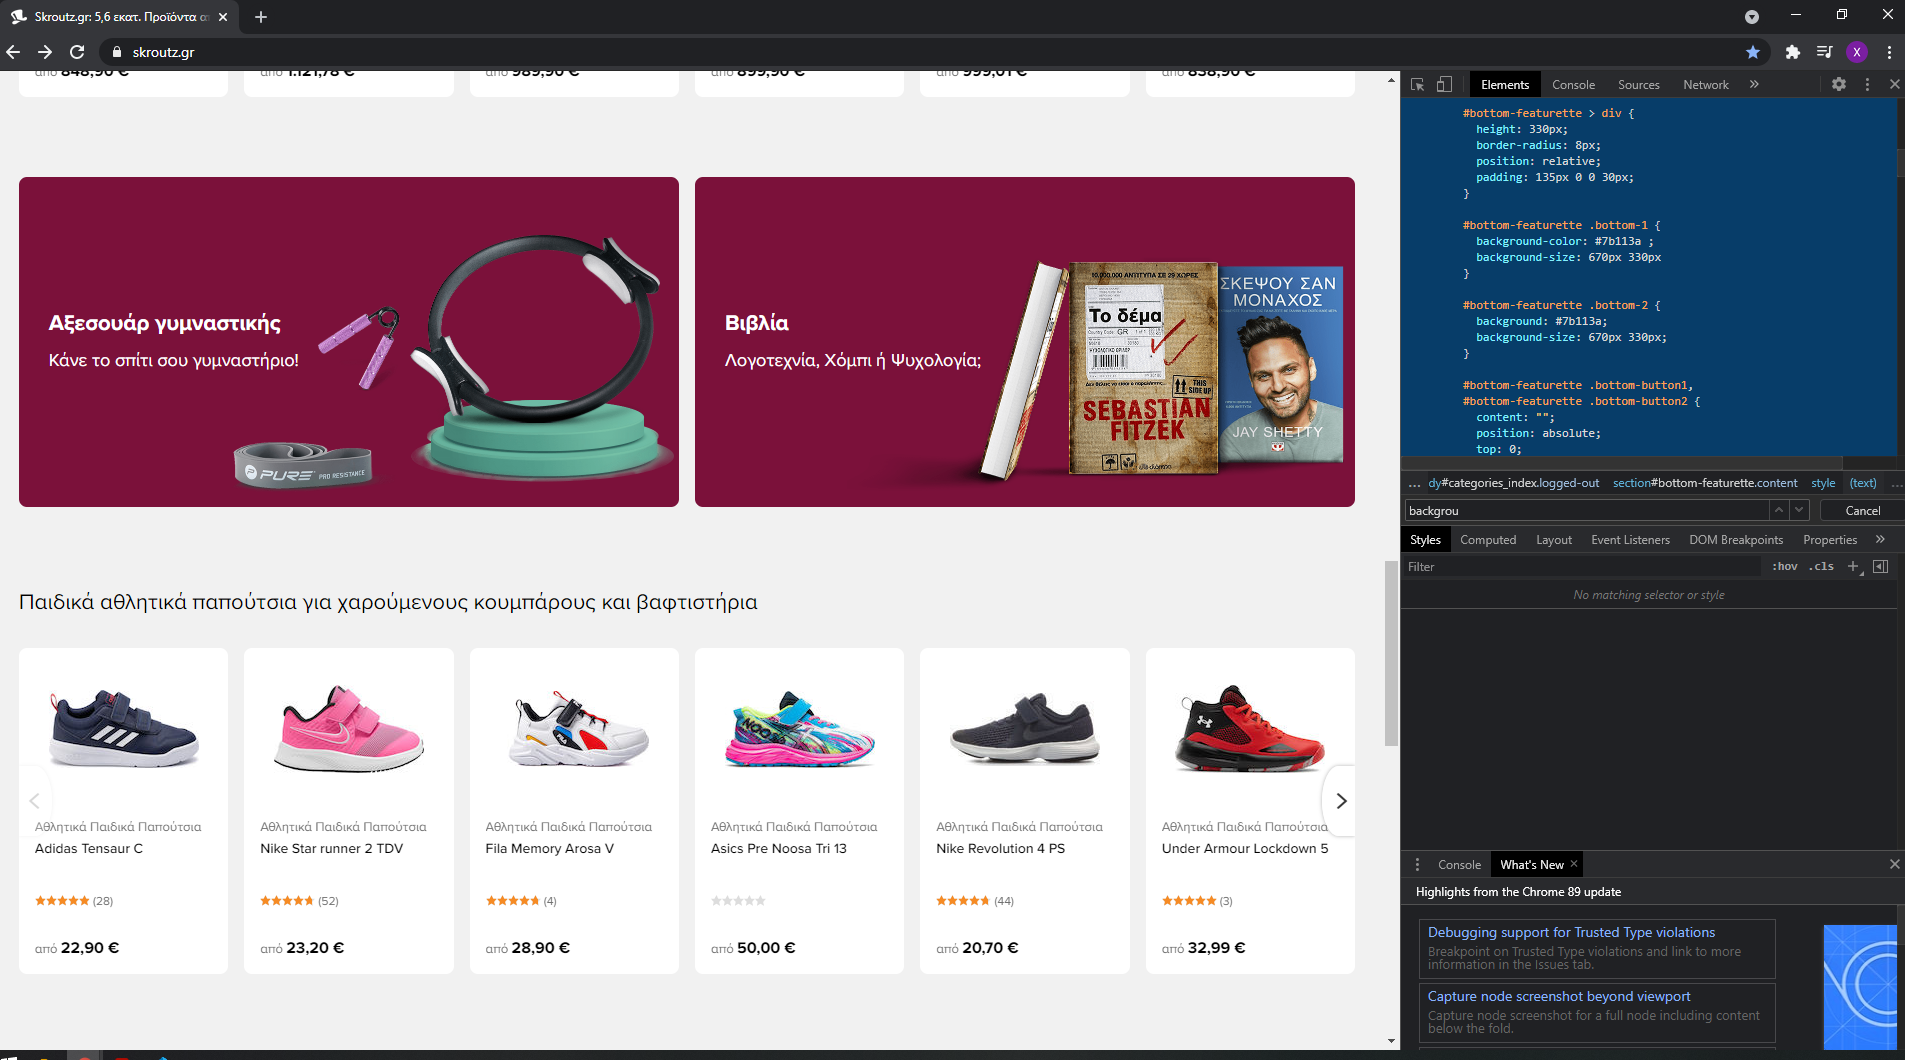 Skroutz.gr: 5,6 εκατ. Προϊόντα σ
skroutz.gr
από 848,90 €
από 1.121,78 €
από 989,90 €
από 899,90 €
από 999,01 €
από 838,90 €
Αξεσουάρ γυμναστικής
Κάνε το σπίτι σου γυμναστήριο!
PURE PRO RESISTANCE
Βιβλία
Λογοτεχνία, Χόμπι ή Ψυχολογία;
10.000.000 ΑΝΤΙΤΥΠΑ ΣΕ 29 ΧΩΡΕΣ
Το δέμα
Country Code: GR
THIS
SIDE UP
SEBASTIAN
FITZEK
ΣΚΕΨΟΥ ΣΑΝ
ΜΟΝΑΧΟΣ
JAY SHETTY
Παιδικά αθλητικά παπούτσια για χαρούμενους κουμπάρους και βαφτιστήρια
Αθλητικά Παιδικά Παπούτσια
Adidas Tensaur C
(28)
από 22,90 €
Αθλητικά Παιδικά Παπούτσια
Nike Star runner 2 TDV
(52)
από 23,20 €
Αθλητικά Παιδικά Παπούτσια
Fila Memory Arosa V
(4)
από 28,90 €
Αθλητικά Παιδικά Παπούτσια
Asics Pre Noosa Tri 13
από 50,00 €
Αθλητικά Παιδικά Παπούτσια
Nike Revolution 4 PS
(44)
από 20,70 €
Αθλητικά Παιδικά Παπούτσια
Under Armour Lockdown 5
(3)
από 32,99 €
X
Elements Console Sources Network »
#bottom-featurette > div {
height: 330px;
border-radius: 8px;
position: relative;
padding: 135px 0 0 30px;
}
#bottom-featurette .bottom-1 {
background-color: #7b113a ;
background-size: 670px 330px
}
#bottom-featurette .bottom-2 {
background: #7b113a;
background-size: 670px 330px;
}
#bottom-featurette .bottom-button1,
#bottom-featurette .bottom-button2 {
content: "";
position: absolute;
top: 0;
... dy#categories_index.logged-out section#bottom-featurette.content style (text) ...
backgrou Cancel
Styles Computed Layout Event Listeners DOM Breakpoints Properties »
Filter :hov .cls +
No matching selector or style
Console What's New
Highlights from the Chrome 89 update
Debugging support for Trusted Type violations
Breakpoint on Trusted Type violations and link to more
information in the Issues tab.
Capture node screenshot beyond viewport
Capture node screenshot for a full node including content
below the fold.